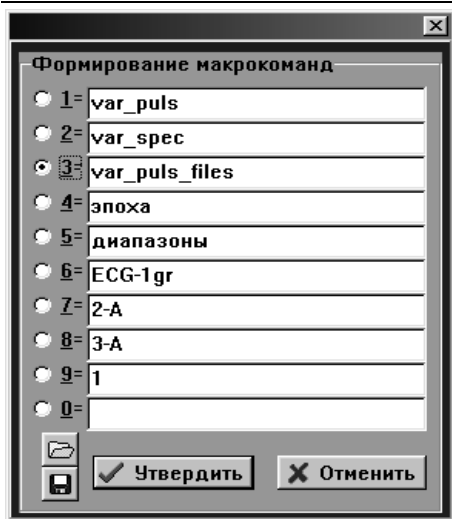 Формирование макрокоманд
1= var_puls
2= var_spec
3= var_puls_files
4= эпоха
5= диапазоны
6= ECG-1gr
7= 2-А
8= 3-А
9= 1
0=
Утвердить Отменить